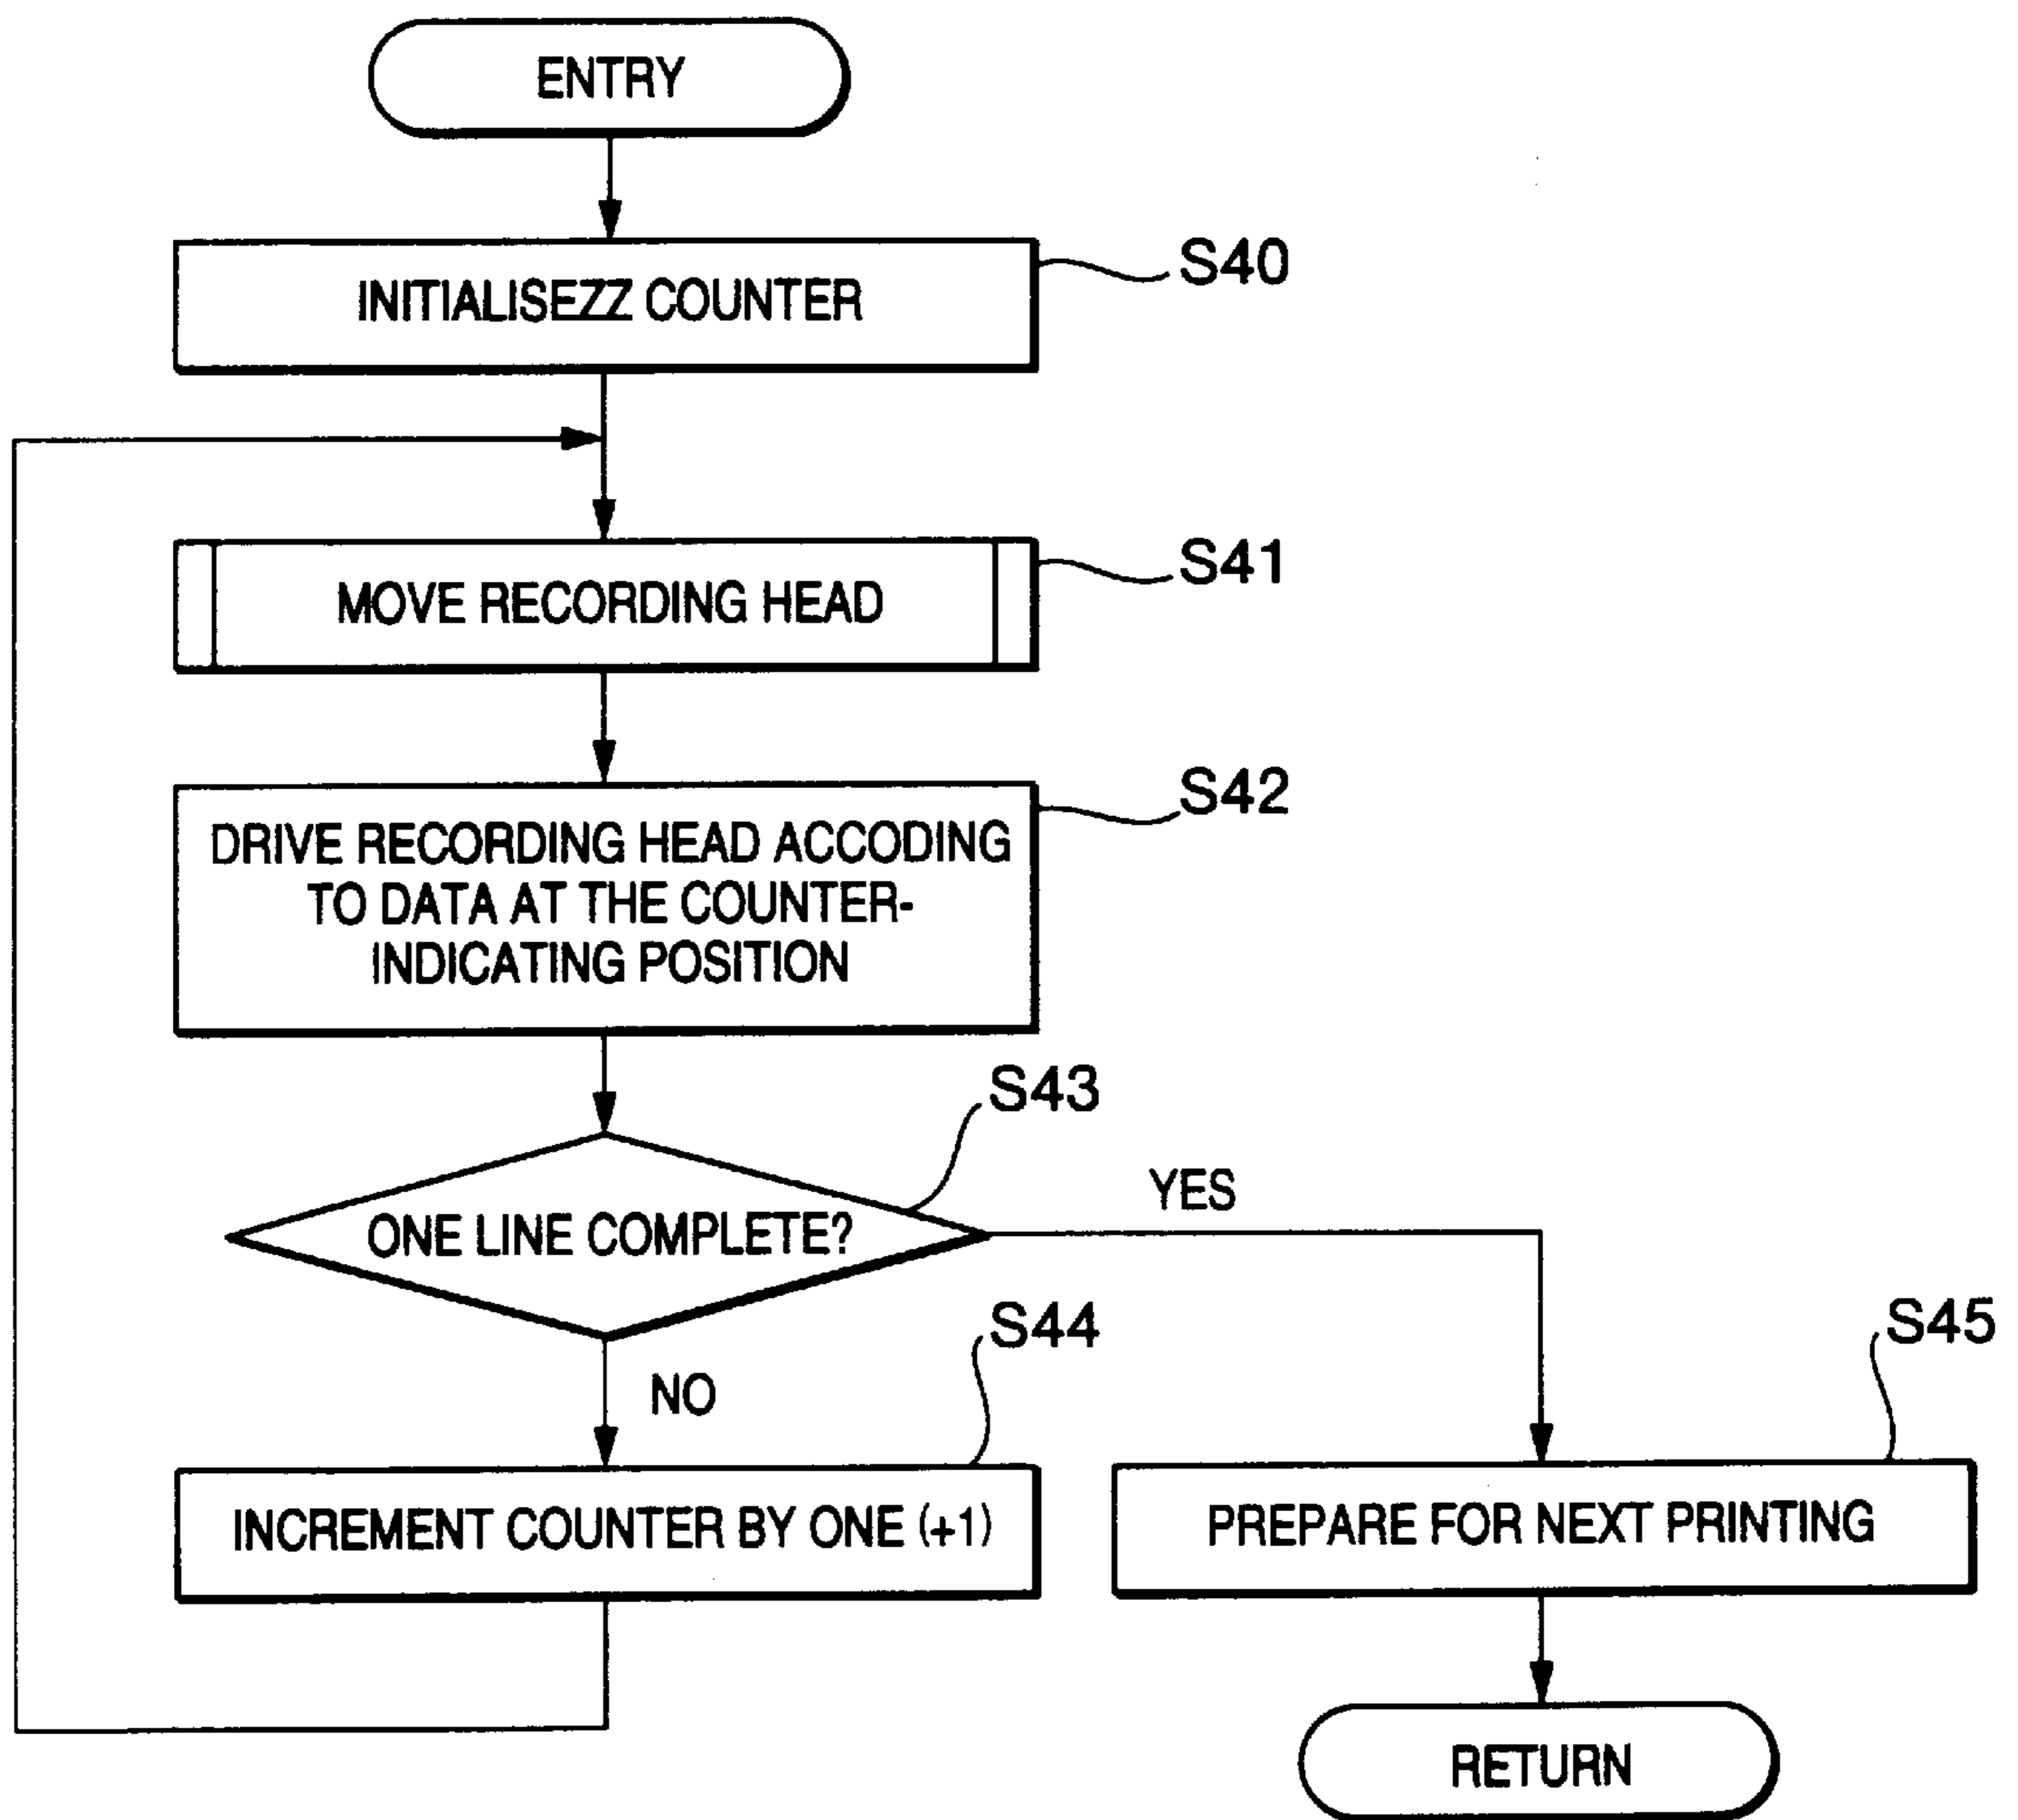 ENTRY
INITIALISEZZ COUNTER
S40
MOVE RECORDING HEAD
S41
DRIVE RECORDING HEAD ACCODING
TO DATA AT THE COUNTER-
INDICATING POSITION
S42
ONE LINE COMPLETE?
S43
YES
NO
INCREMENT COUNTER BY ONE (+1)
S44
PREPARE FOR NEXT PRINTING
S45
RETURN